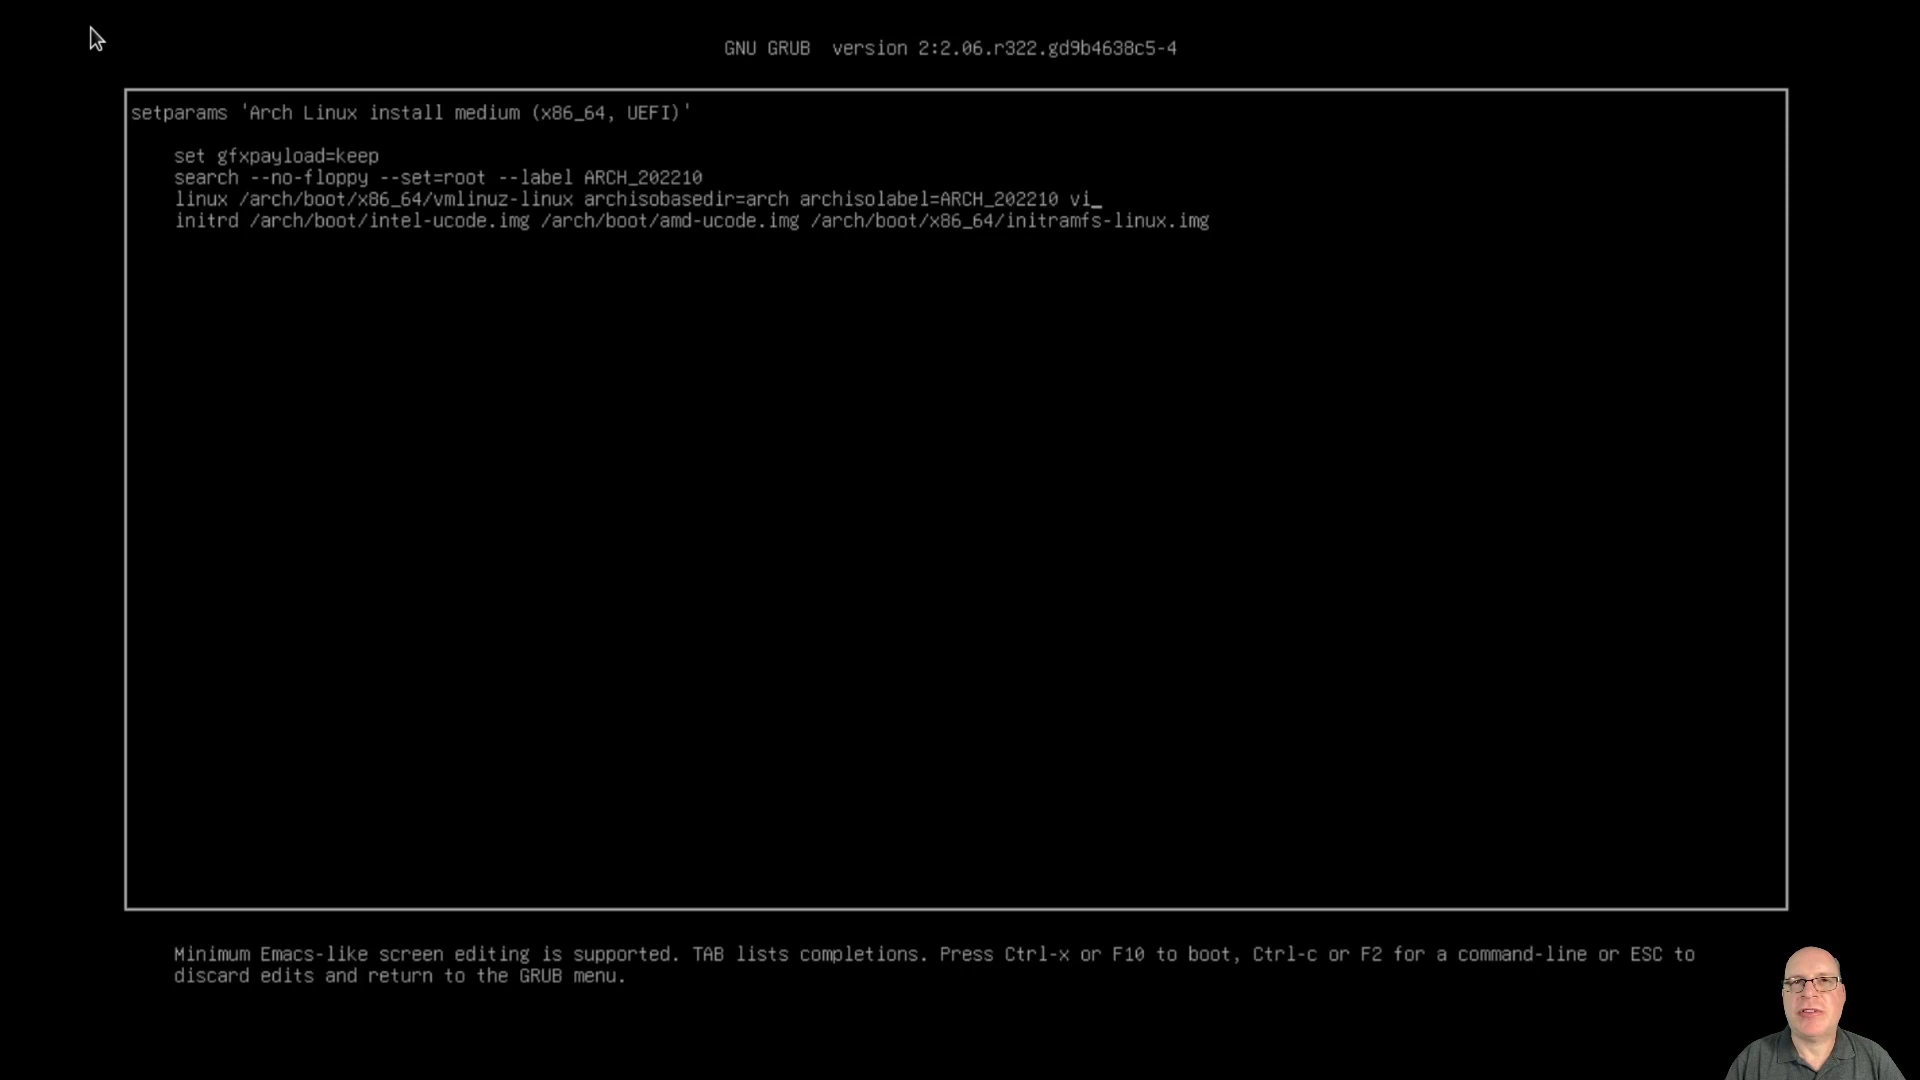 GNU GRUB  version 2:2.06.r322.gd9b4638c5-4
setparams 'Arch Linux install medium (x86_64, UEFI)'
set gfxpayload=keep
search --no-floppy --set=root --label ARCH_202210
linux /arch/boot/x86_64/vmlinuz-linux archisobasedir=arch archisolabel=ARCH_202210 vi_
initrd /arch/boot/intel-ucode.img /arch/boot/amd-ucode.img /arch/boot/x86_64/initramfs-linux.img
Minimum Emacs-like screen editing is supported. TAB lists completions. Press Ctrl-x or F10 to boot, Ctrl-c or F2 for a command-line or ESC to
discard edits and return to the GRUB menu.